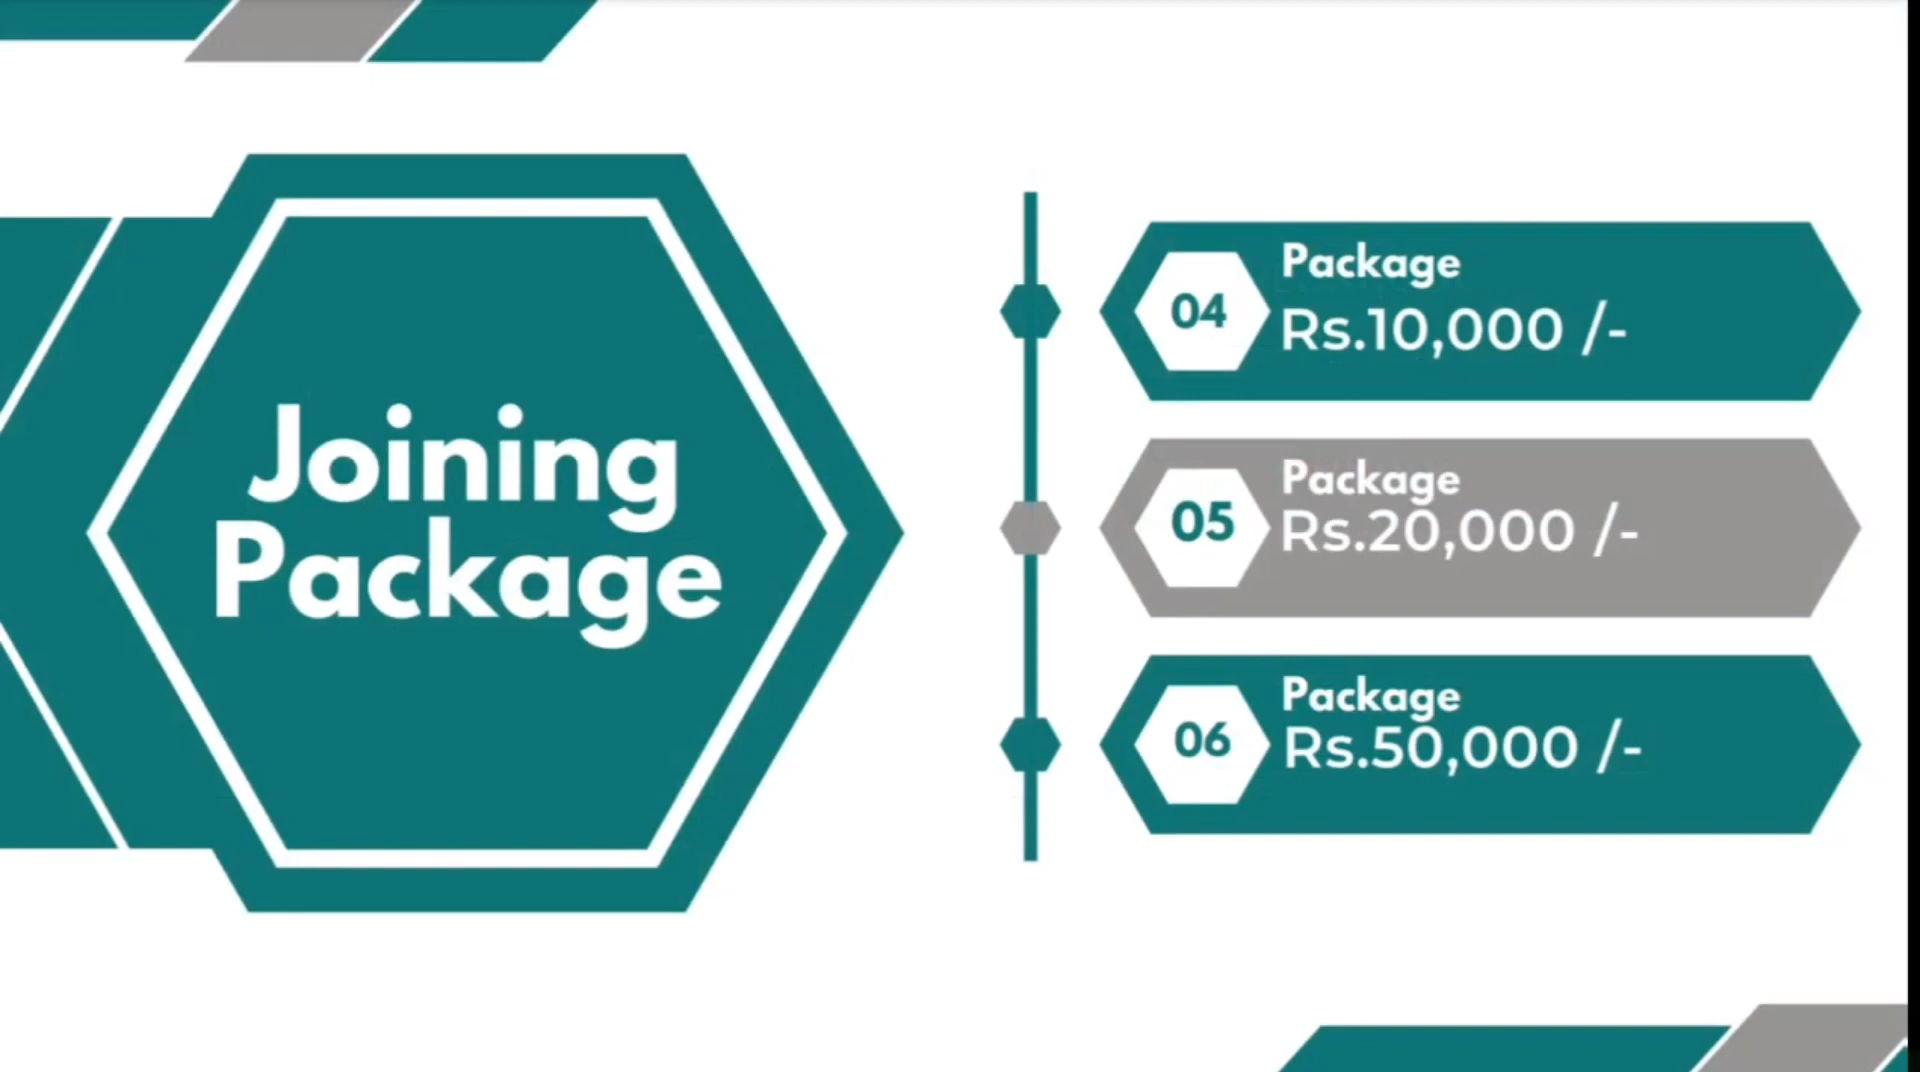 Joining
Package
04
Package
Rs.10,000 /-
05
Package
Rs.20,000 /-
06
Package
Rs.50,000 /-